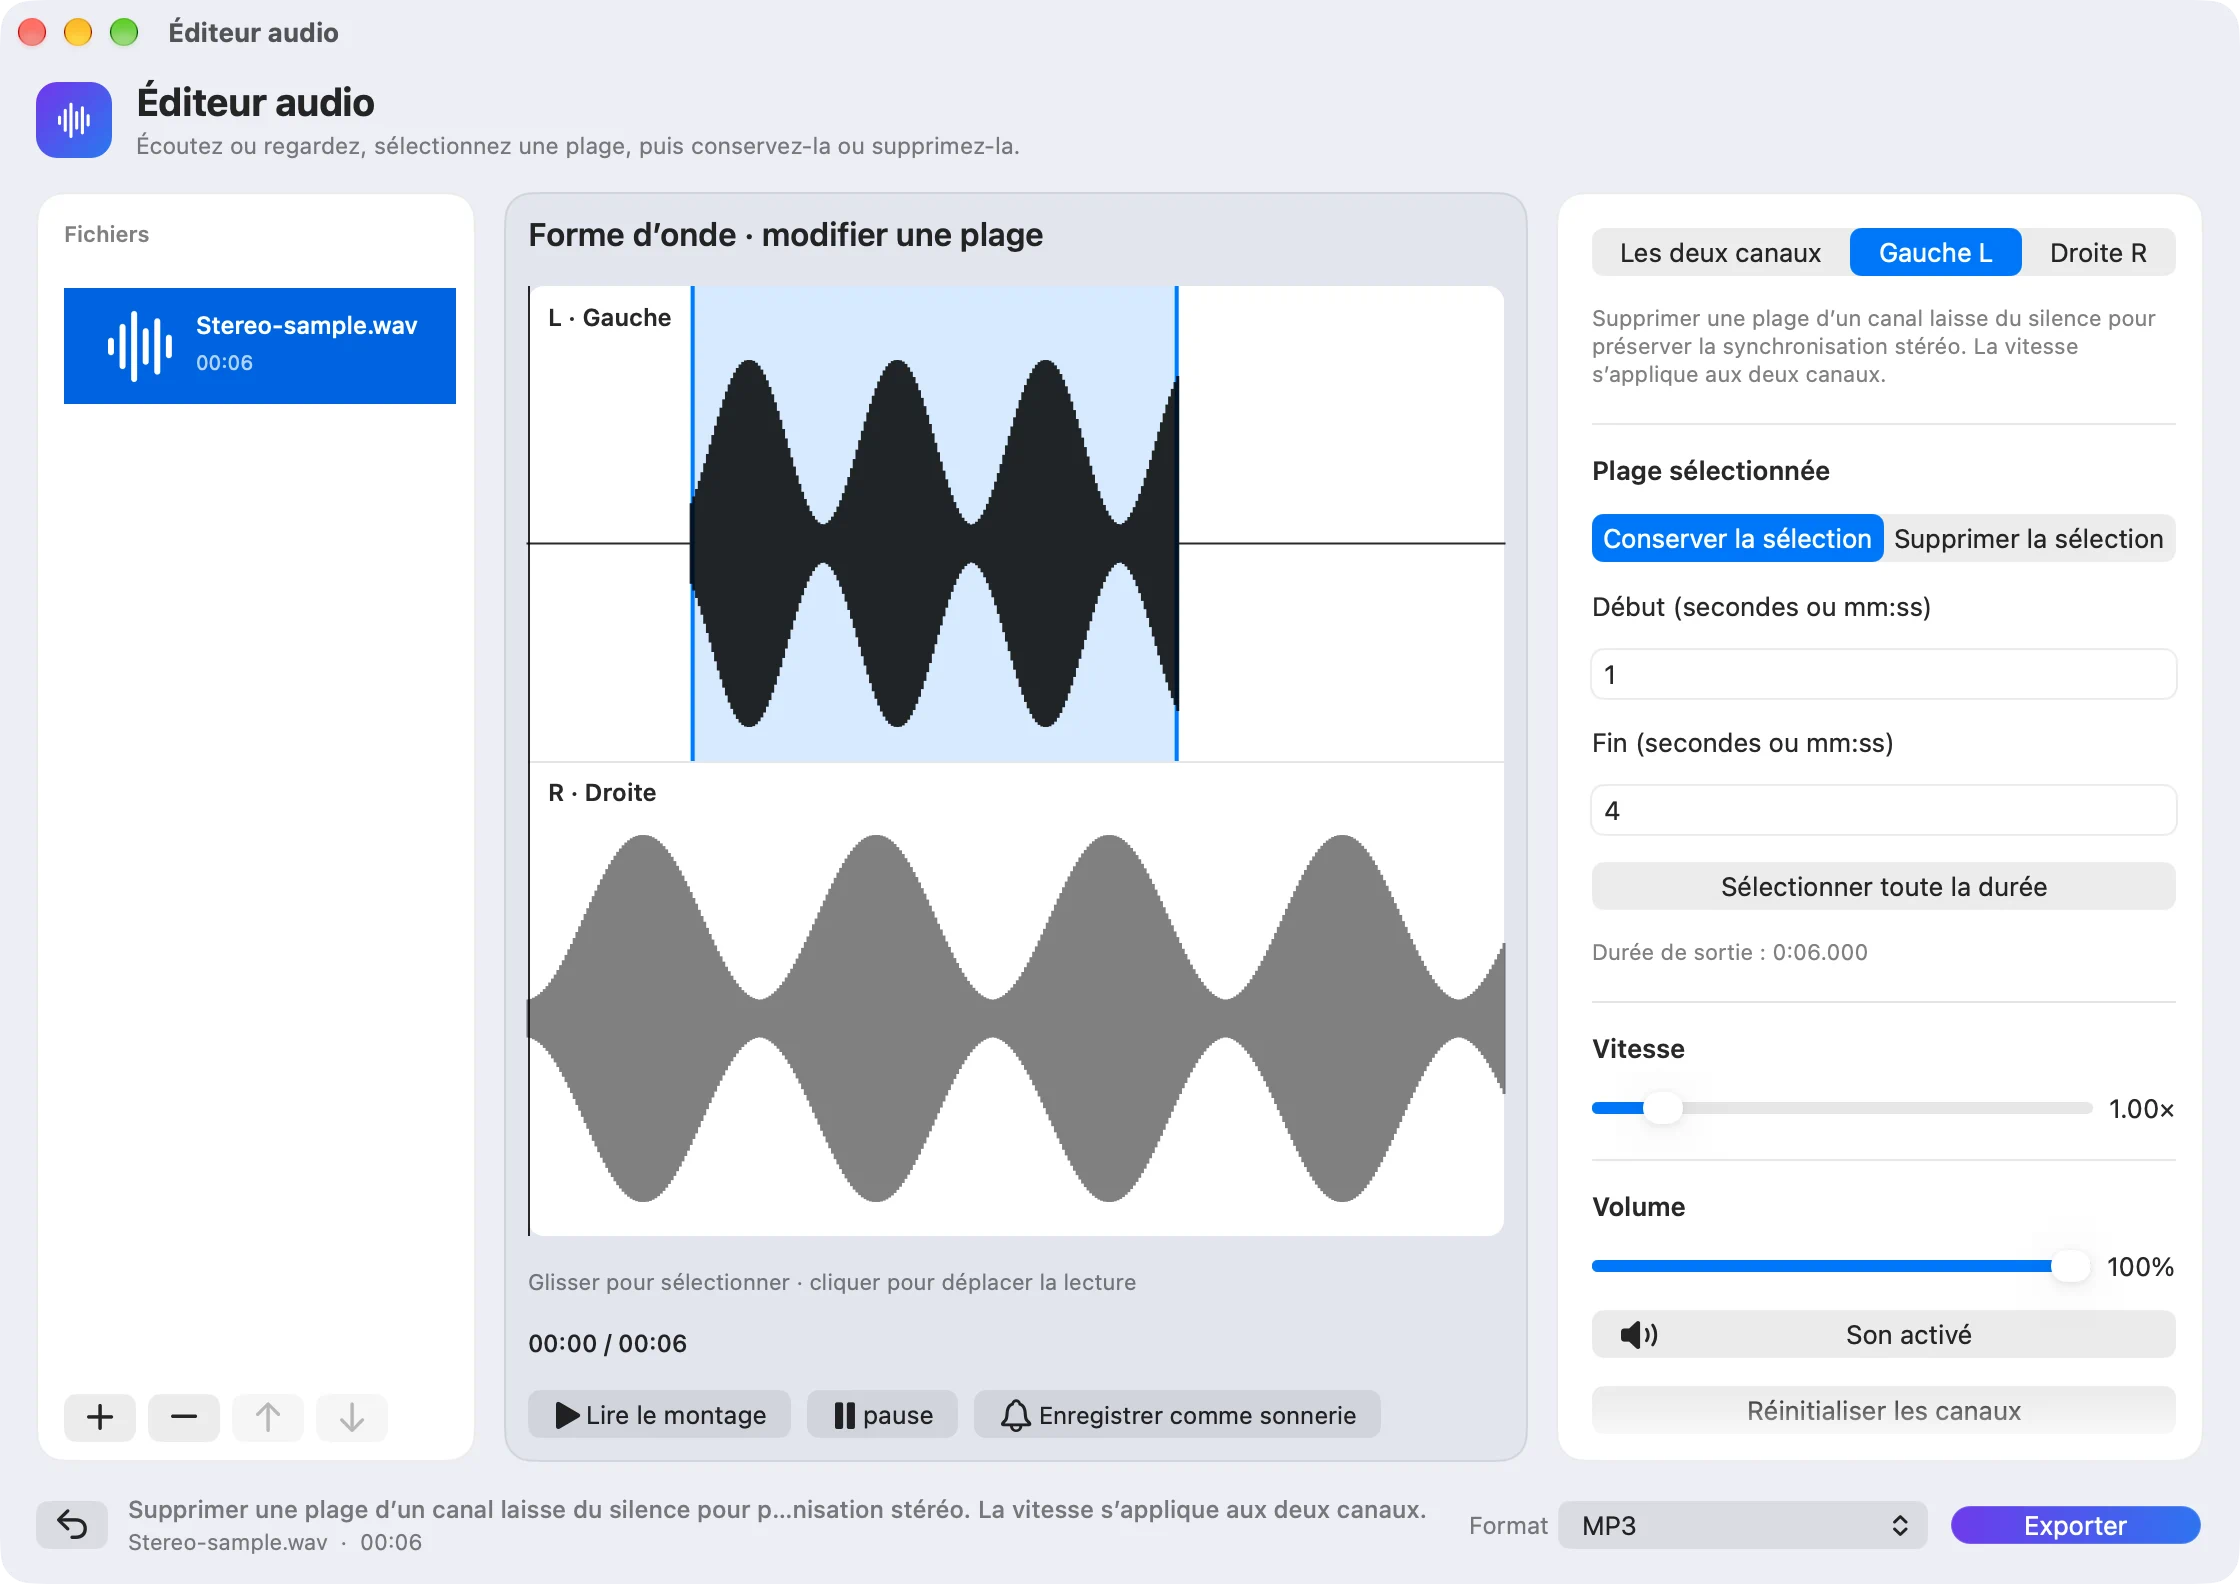 Éditeur audio
Éditeur audio
Écoutez ou regardez, sélectionnez une plage, puis conservez-la ou supprimez-la.
Fichiers
Stereo-sample.wav
00:06
Forme d’onde · modifier une plage
L · Gauche
R · Droite
Glisser pour sélectionner · cliquer pour déplacer la lecture
00:00 / 00:06
Lire le montage
pause
Enregistrer comme sonnerie
Les deux canaux
Gauche L
Droite R
Supprimer une plage d’un canal laisse du silence pour
préserver la synchronisation stéréo. La vitesse
s’applique aux deux canaux.
Plage sélectionnée
Conserver la sélection
Supprimer la sélection
Début (secondes ou mm:ss)
1
Fin (secondes ou mm:ss)
4
Sélectionner toute la durée
Durée de sortie : 0:06.000
Vitesse
1.00×
Volume
100%
Son activé
Réinitialiser les canaux
Supprimer une plage d’un canal laisse du silence pour p...nisation stéréo. La vitesse s’applique aux deux canaux.
Stereo-sample.wav · 00:06
Format
MP3
Exporter